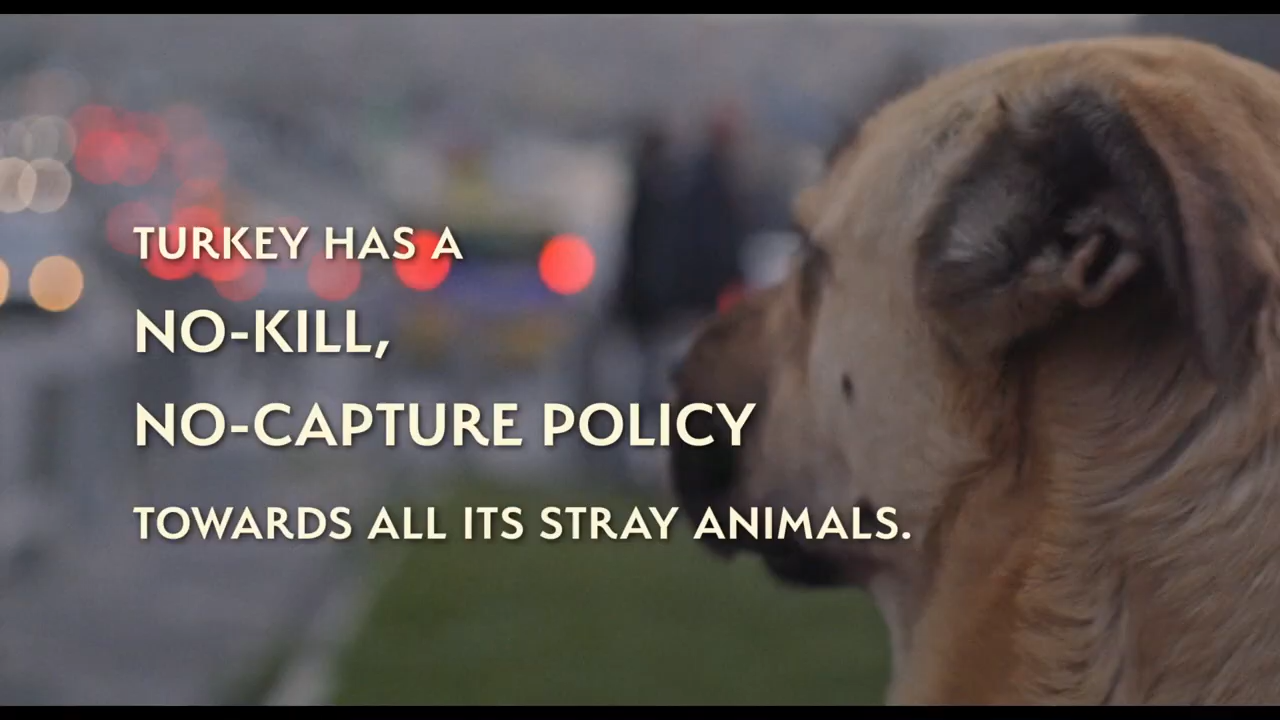 TURKEY HAS A
NO-KILL,
NO-CAPTURE POLICY
TOWARDS ALL ITS STRAY ANIMALS.